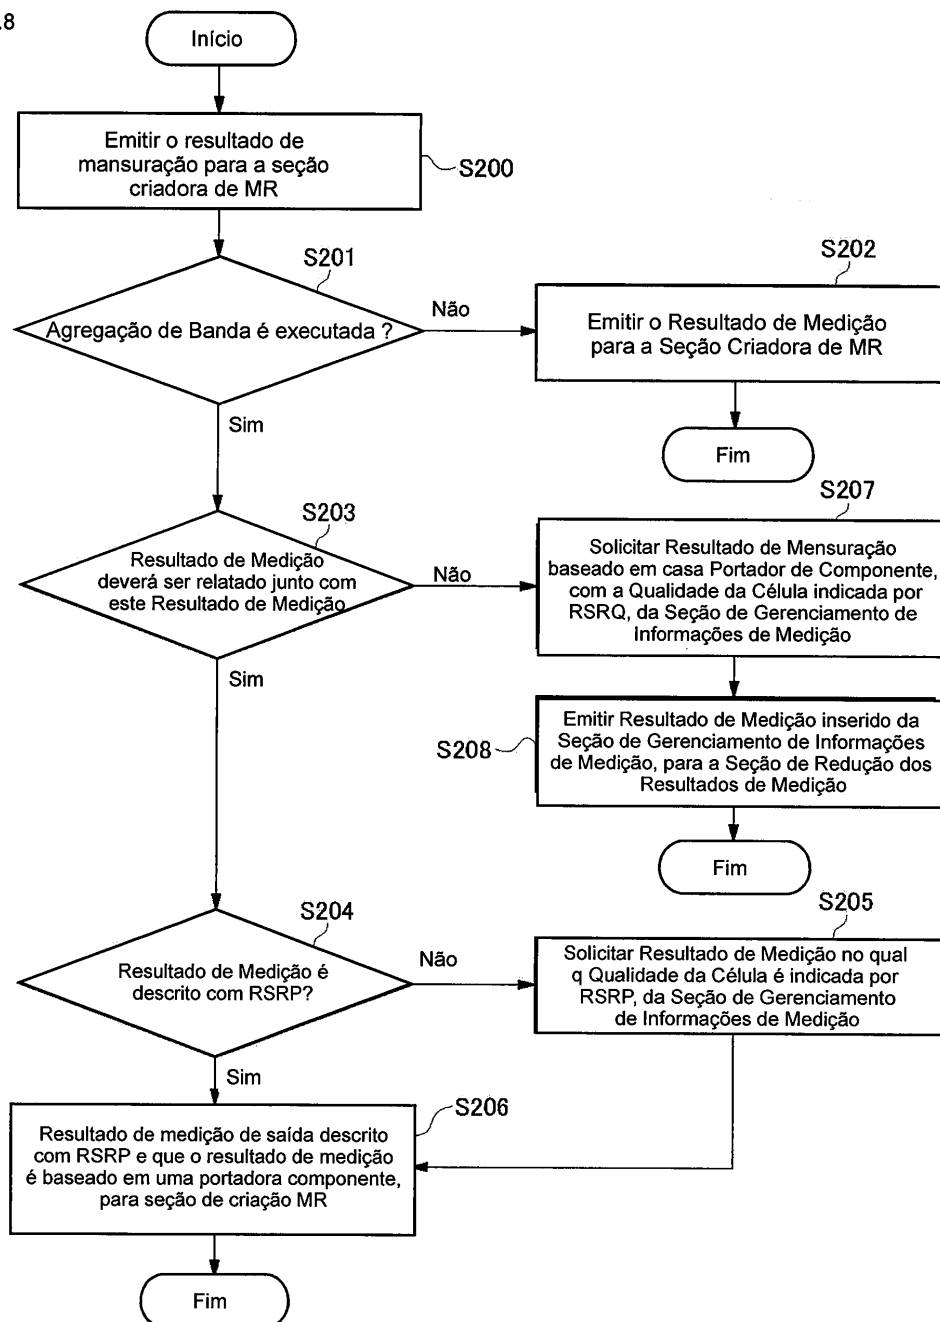 .8
Início
Emitir o resultado de
mansuração para a seção
criadora de MR
S200
S201
Agregação de Banda é executada ?
Não
Sim
S202
Emitir o Resultado de Medição
para a Seção Criadora de MR
Fim
S203
Resultado de Medição
deverá ser relatado junto com
este Resultado de Medição
Não
Sim
S207
Solicitar Resultado de Mensuração
baseado em casa Portador de Componente,
com a Qualidade da Célula indicada por
RSRQ, da Seção de Gerenciamento de
Informações de Medição
S208
Emitir Resultado de Medição inserido da
Seção de Gerenciamento de Informações
de Medição, para a Seção de Redução dos
Resultados de Medição
Fim
S204
Resultado de Medição é
descrito com RSRP?
Não
Sim
S205
Solicitar Resultado de Medição no qual
q Qualidade da Célula é indicada por
RSRP, da Seção de Gerenciamento
de Informações de Medição
S206
Resultado de medição de saída descrito
com RSRP e que o resultado de medição
é baseado em uma portadora componente,
para seção de criação MR
Fim